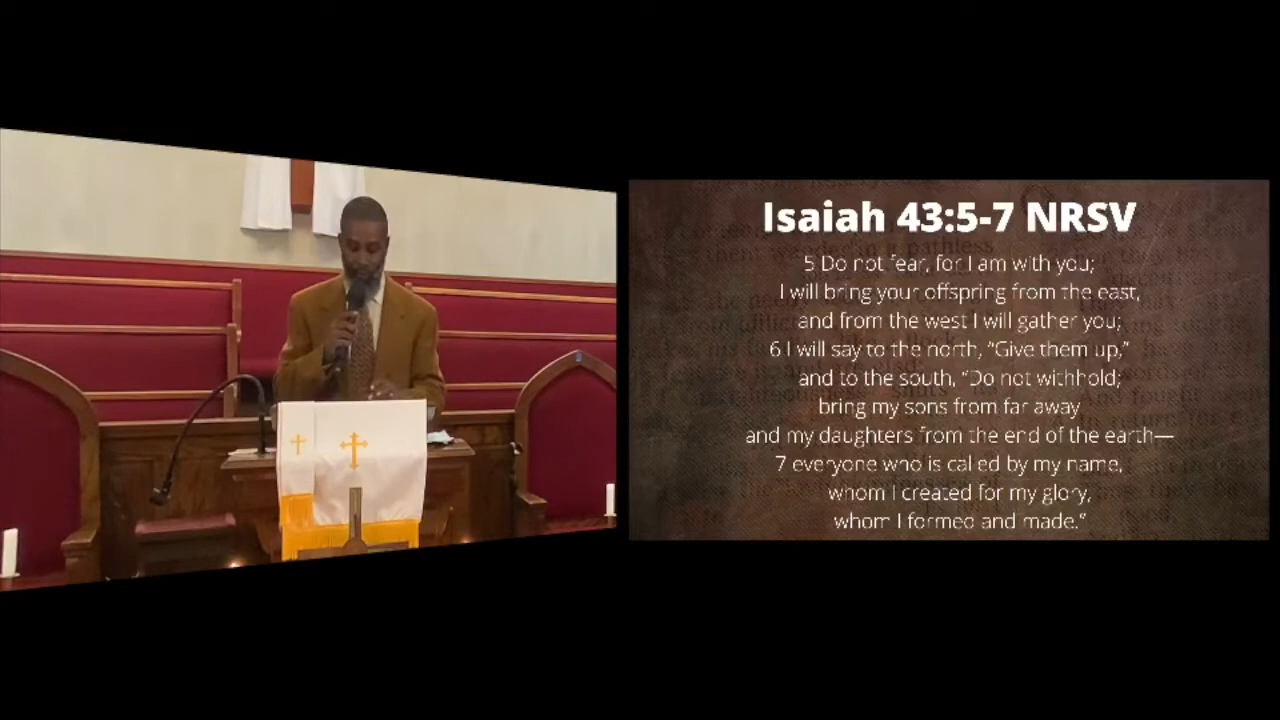 Isaiah 43:5-7 NRSV
5 Do not fear, for I am with you;
I will bring your offspring from the east,
and from the west I will gather you;
6 I will say to the north, “Give them up,”
and to the south, “Do not withhold;
bring my sons from far away
and my daughters from the end of the earth—
7 everyone who is called by my name,
whom I created for my glory,
whom I formed and made.”